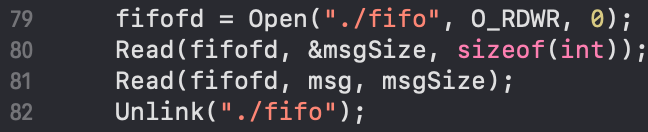 79 fifofd = Open("./fifo", O_RDWR, 0);
80 Read(fifofd, &msgSize, sizeof(int));
81 Read(fifofd, msg, msgSize);
82 Unlink("./fifo");